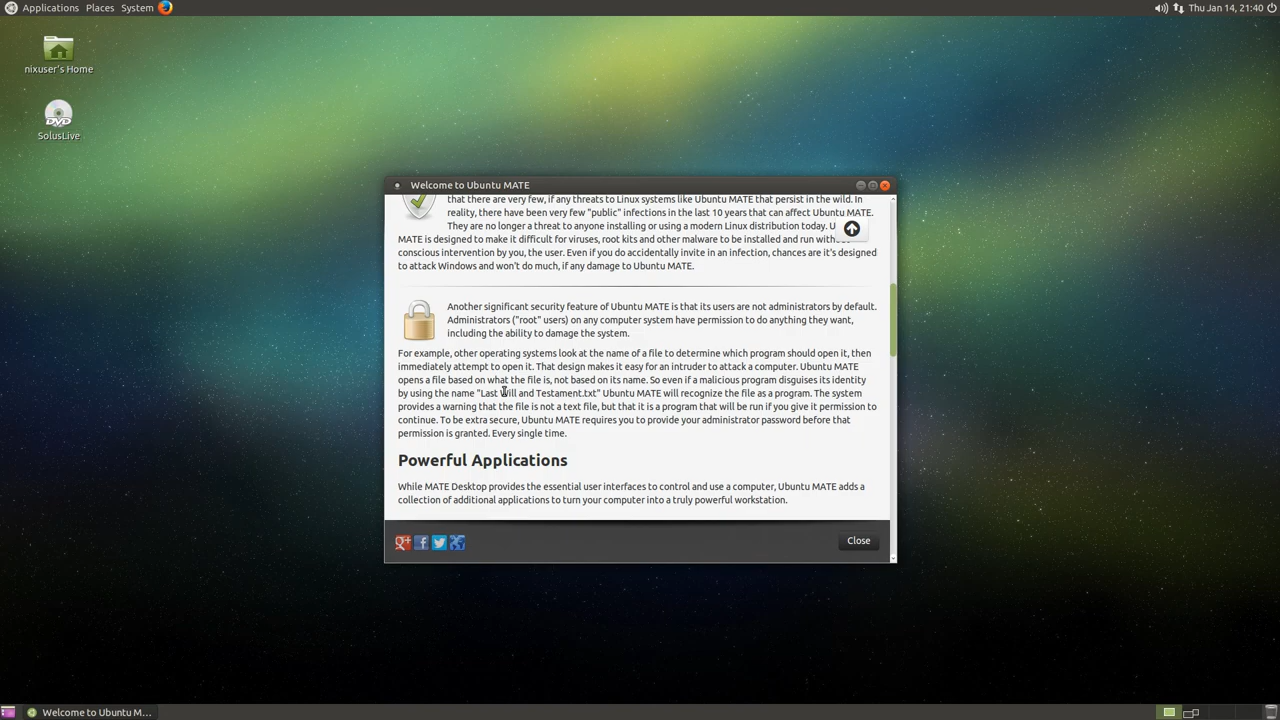 Applications Places System
Thu Jan 14, 21:40
nixuser's Home
SolusLive
Welcome to Ubuntu MATE
that there are very few, if any threats to Linux systems like Ubuntu MATE that persist in the wild. In
reality, there have been very few "public" infections in the last 10 years that can affect Ubuntu MATE.
They are no longer a threat to anyone installing or using a modern Linux distribution today. U
MATE is designed to make it difficult for viruses, root kits and other malware to be installed and run witho
conscious intervention by you, the user. Even if you do accidentally invite in an infection, chances are it's designed
to attack Windows and won't do much, if any damage to Ubuntu MATE.
Another significant security feature of Ubuntu MATE is that its users are not administrators by default.
Administrators ("root" users) on any computer system have permission to do anything they want,
including the ability to damage the system.
For example, other operating systems look at the name of a file to determine which program should open it, then
immediately attempt to open it. That design makes it easy for an intruder to attack a computer. Ubuntu MATE
opens a file based on what the file is, not based on its name. So even if a malicious program disguises its identity
by using the name "Last Will and Testament.txt" Ubuntu MATE will recognize the file as a program. The system
provides a warning that the file is not a text file, but that it is a program that will be run if you give it permission to
continue. To be extra secure, Ubuntu MATE requires you to provide your administrator password before that
permission is granted. Every single time.
Powerful Applications
While MATE Desktop provides the essential user interfaces to control and use a computer, Ubuntu MATE adds a
collection of additional applications to turn your computer into a truly powerful workstation.
Close
Welcome to Ubuntu M...